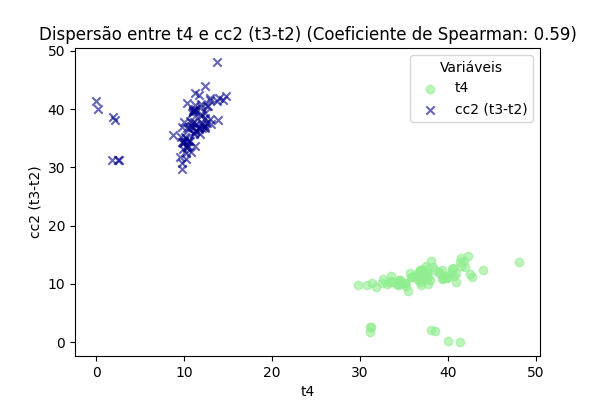 Dispersão entre t4 e cc2 (t3-t2) (Coeficiente de Spearman: 0.59)
Variáveis
t4
cc2 (t3-t2)
cc2 (t3-t2)
50
40
30
20
10
0
0 10 20 30 40 50
t4